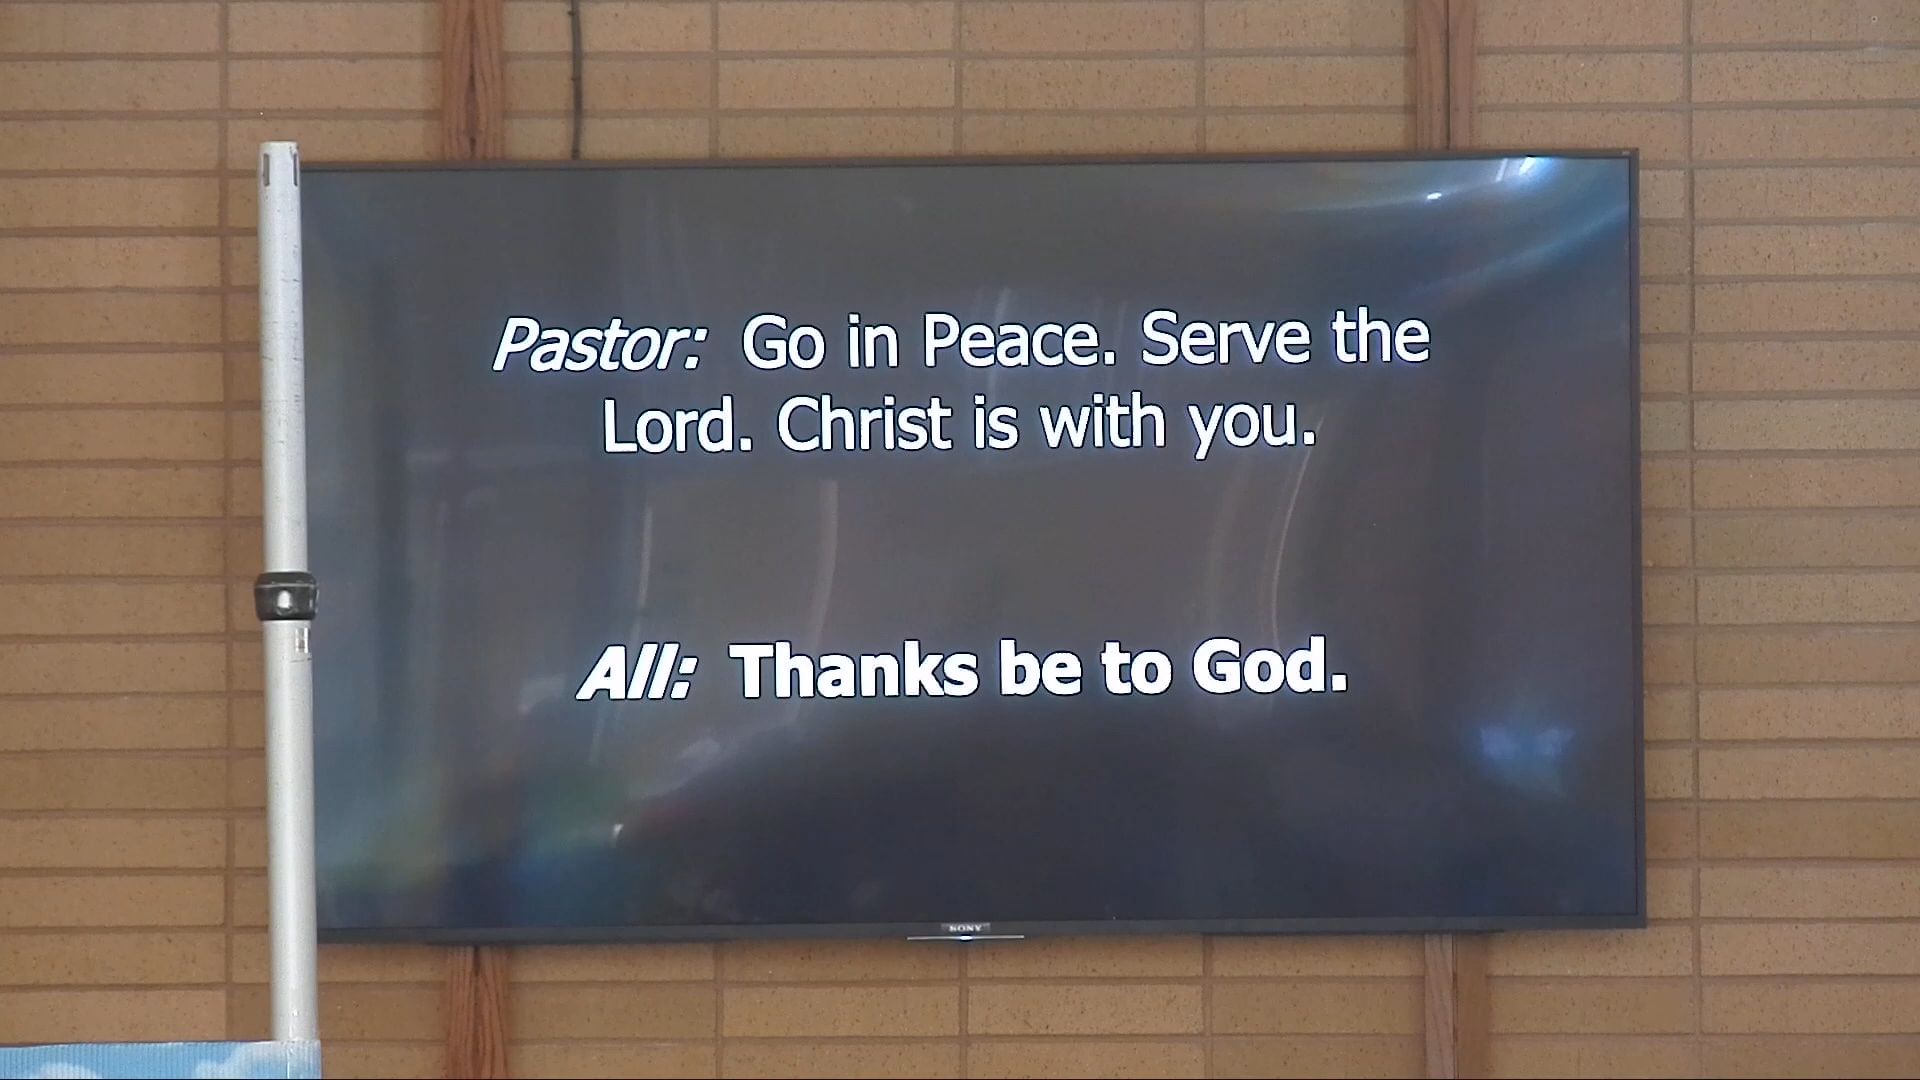 Pastor: Go in Peace. Serve the
Lord. Christ is with you.
All: Thanks be to God.
SONY